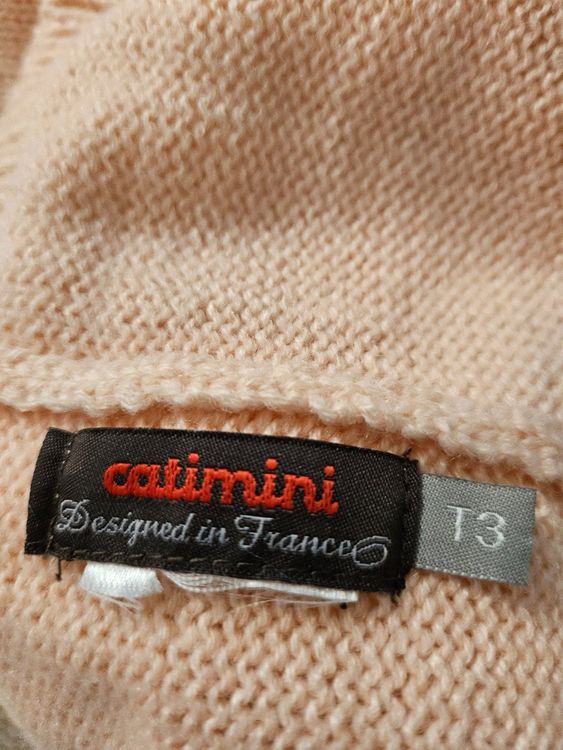 catimini
Designed in France
T3